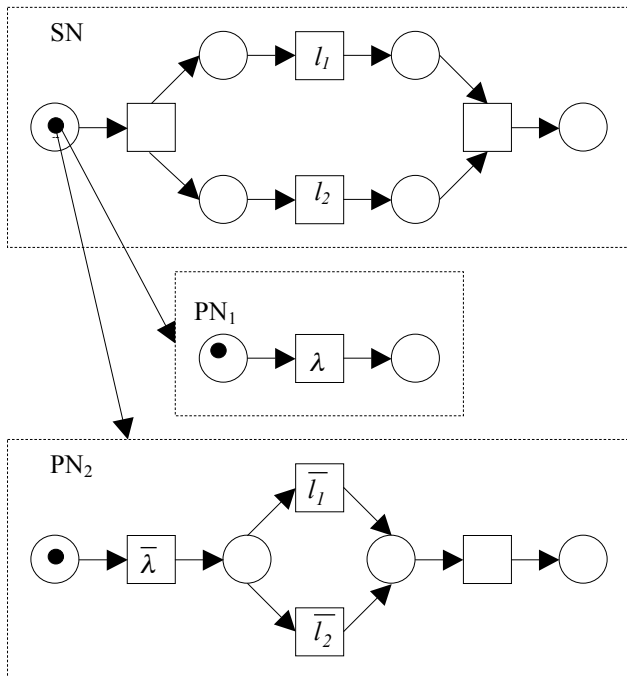 SN
l₁
l₂
PN₁
λ
PN₂
l̅₁̅
λ̅
l̅₂̅